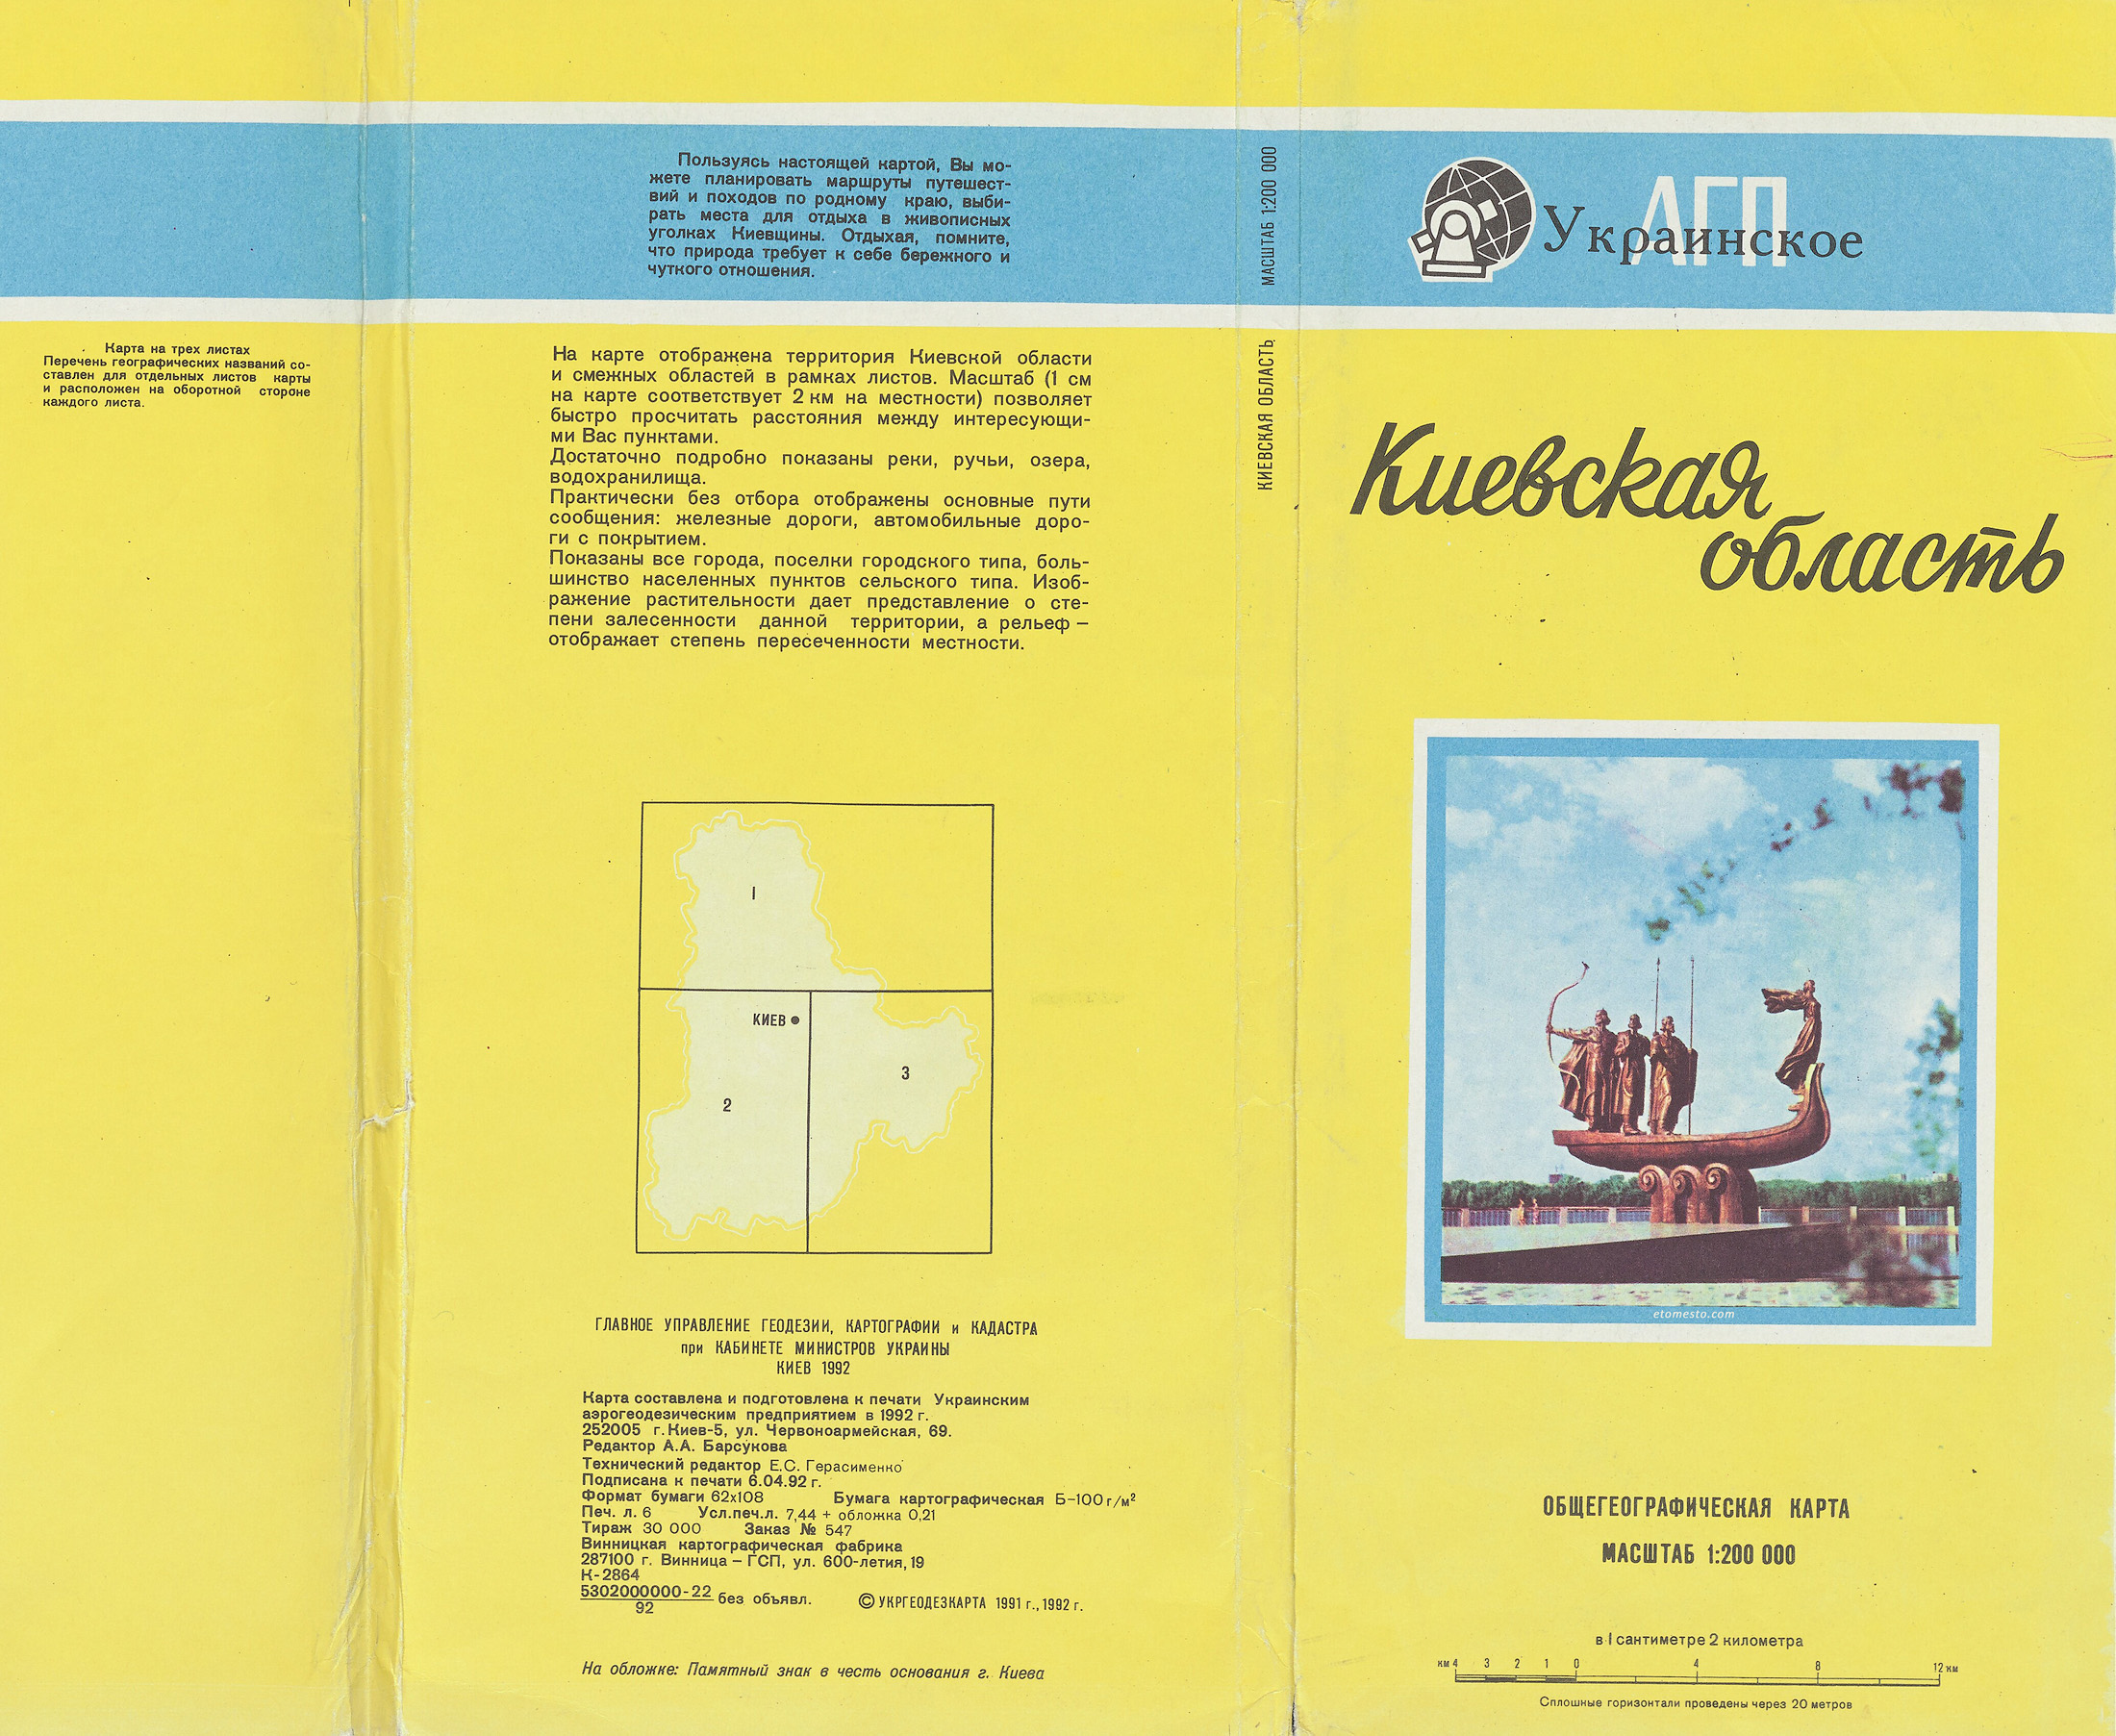 Карта на трех листах
Перечень географических названий со-
ставлен для отдельных листов карты
и расположен на оборотной стороне
каждого листа.
Пользуясь настоящей картой, Вы мо-
жете планировать маршруты путешест-
вий и походов по родному краю, выби-
рать места для отдыха в живописных
уголках Киевщины. Отдыхая, помните,
что природа требует к себе бережного и
чуткого отношения.
На карте отображена территория Киевской области
и смежных областей в рамках листов. Масштаб (1 см
на карте соответствует 2 км на местности) позволяет
быстро просчитать расстояния между интересующи-
ми Вас пунктами.
Достаточно подробно показаны реки, ручьи, озера,
водохранилища.
Практически без отбора отображены основные пути
сообщения: железные дороги, автомобильные доро-
ги с покрытием.
Показаны все города, поселки городского типа, боль-
шинство населенных пунктов сельского типа. Изоб-
ражение растительности дает представление о сте-
пени залесенности данной территории, а рельеф –
отображает степень пересеченности местности.
1
КИЕВ
2
3
ГЛАВНОЕ УПРАВЛЕНИЕ ГЕОДЕЗИИ, КАРТОГРАФИИ и КАДАСТРА
при КАБИНЕТЕ МИНИСТРОВ УКРАИНЫ
КИЕВ 1992
Карта составлена и подготовлена к печати Украинским
аэрогеодезическим предприятием в 1992 г.
252005 г. Киев-5, ул. Червоноармейская, 69.
Редактор А.А. Барсукова
Технический редактор Е.С. Герасименко
Подписана к печати 6.04.92 г.
Формат бумаги 62х108 Бумага картографическая Б-100 г/м²
Печ. л. 6 Усл.печ.л. 7,44 + обложка 0,21
Тираж 30 000 Заказ № 547
Винницкая картографическая фабрика
287100 г. Винница – ГСП, ул. 600-летия, 19
К-2864
5302000000-22
92
без объявл. © УКРГЕОДЕЗКАРТА 1991 г., 1992 г.
На обложке: Памятный знак в честь основания г. Киева
МАСШТАБ 1:200 000
КИЕВСКАЯ ОБЛАСТЬ
АГП
Украинское
Киевская
область
etomesto.com
ОБЩЕГЕОГРАФИЧЕСКАЯ КАРТА
МАСШТАБ 1:200 000
в 1 сантиметре 2 километра
км 4 3 2 1 0 4 8 12 км
Сплошные горизонтали проведены через 20 метров